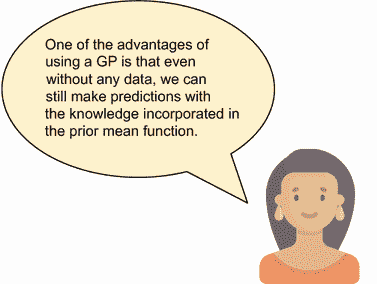 One of the advantages of
using a GP is that even
without any data, we can
still make predictions with
the knowledge incorporated in
the prior mean function.